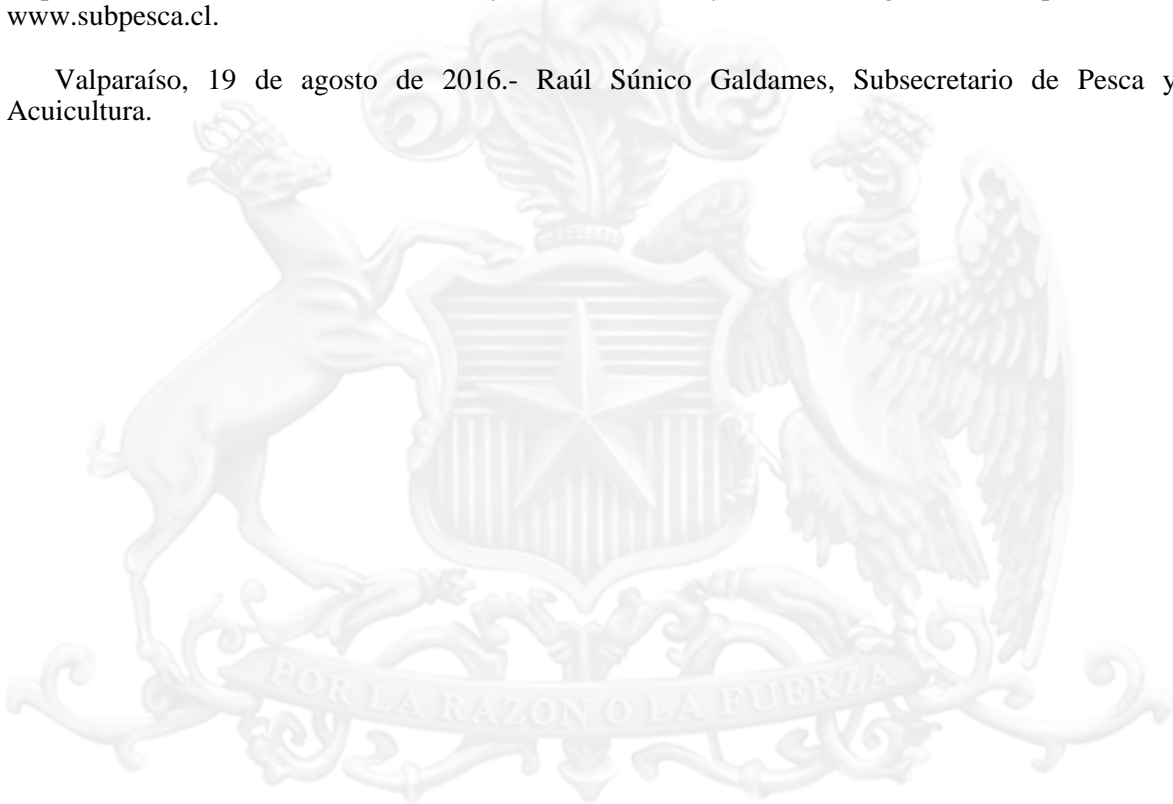 www.subpesca.cl.
Valparaíso, 19 de agosto de 2016.- Raúl Súnico Galdames, Subsecretario de Pesca y
Acuicultura.
POR LA RAZON O LA FUERZA